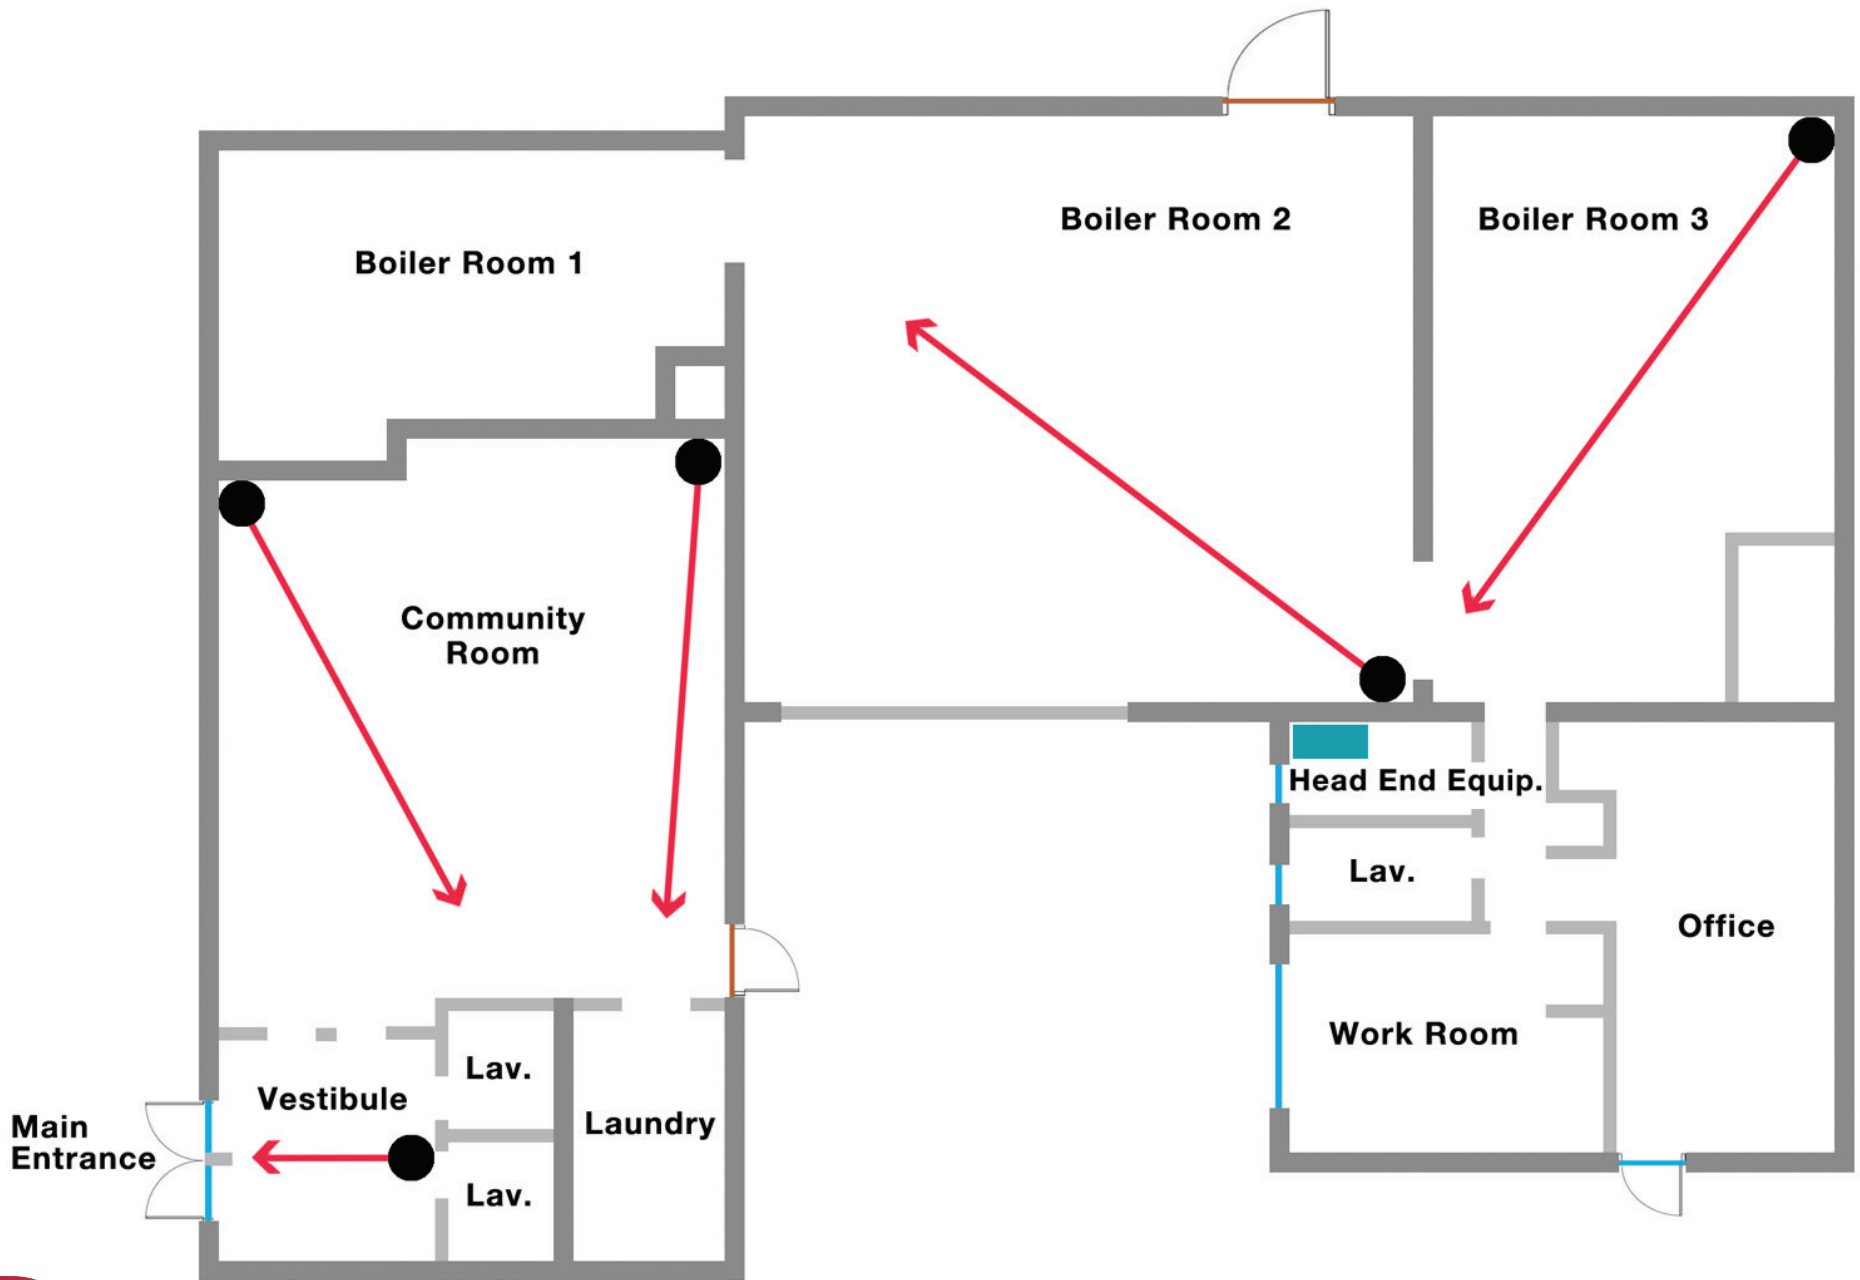 Boiler Room 2
Boiler Room 3
Boiler Room 1
Community
Room
Head End Equip.
Lav.
Office
Work Room
Lav.
Vestibule
Laundry
Main
Entrance
Lav.